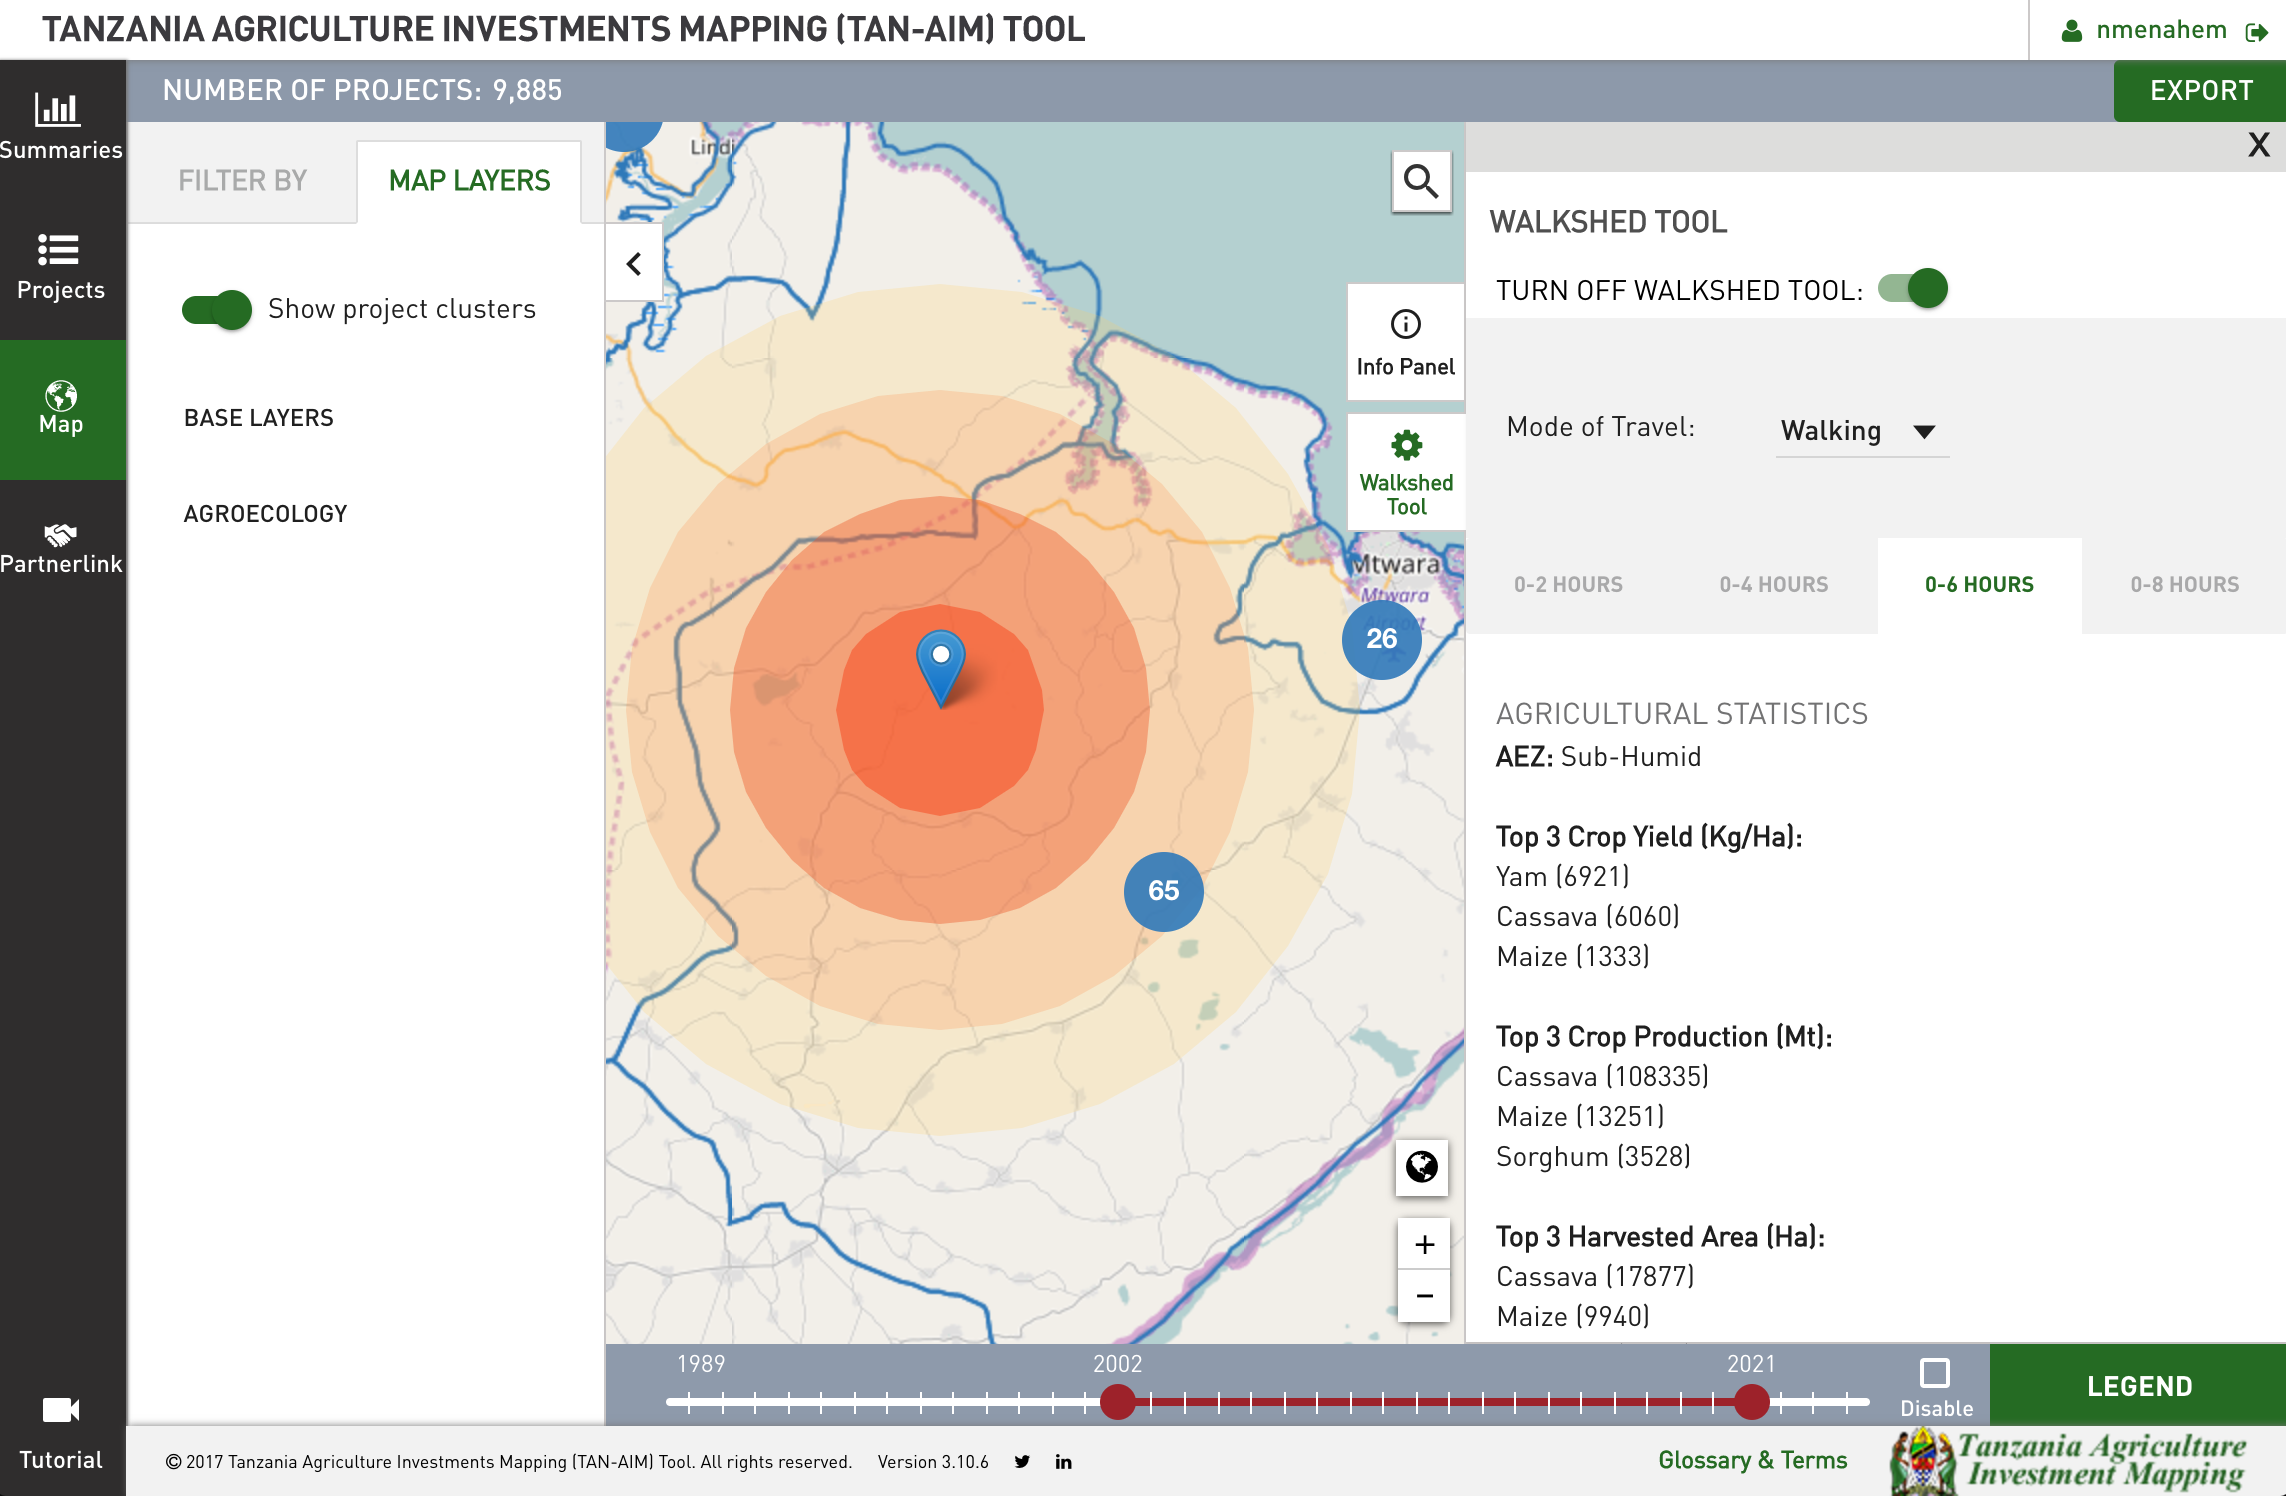 TANZANIA AGRICULTURE INVESTMENTS MAPPING (TAN-AIM) TOOL
nmenahem
NUMBER OF PROJECTS: 9,885
EXPORT
Summaries
Projects
Map
Partnerlink
Tutorial
FILTER BY
MAP LAYERS
Show project clusters
BASE LAYERS
AGROECOLOGY
Lindi
Info Panel
Walkshed
Tool
Mtwara
Mtwara
Airport
26
65
+
−
X
WALKSHED TOOL
TURN OFF WALKSHED TOOL:
Mode of Travel: Walking
0-2 HOURS 0-4 HOURS 0-6 HOURS 0-8 HOURS
AGRICULTURAL STATISTICS
AEZ: Sub-Humid
Top 3 Crop Yield (Kg/Ha):
Yam (6921)
Cassava (6060)
Maize (1333)
Top 3 Crop Production (Mt):
Cassava (108335)
Maize (13251)
Sorghum (3528)
Top 3 Harvested Area (Ha):
Cassava (17877)
Maize (9940)
1989 2002 2021
Disable
LEGEND
© 2017 Tanzania Agriculture Investments Mapping (TAN-AIM) Tool. All rights reserved. Version 3.10.6
Glossary & Terms
Tanzania Agriculture
Investment Mapping